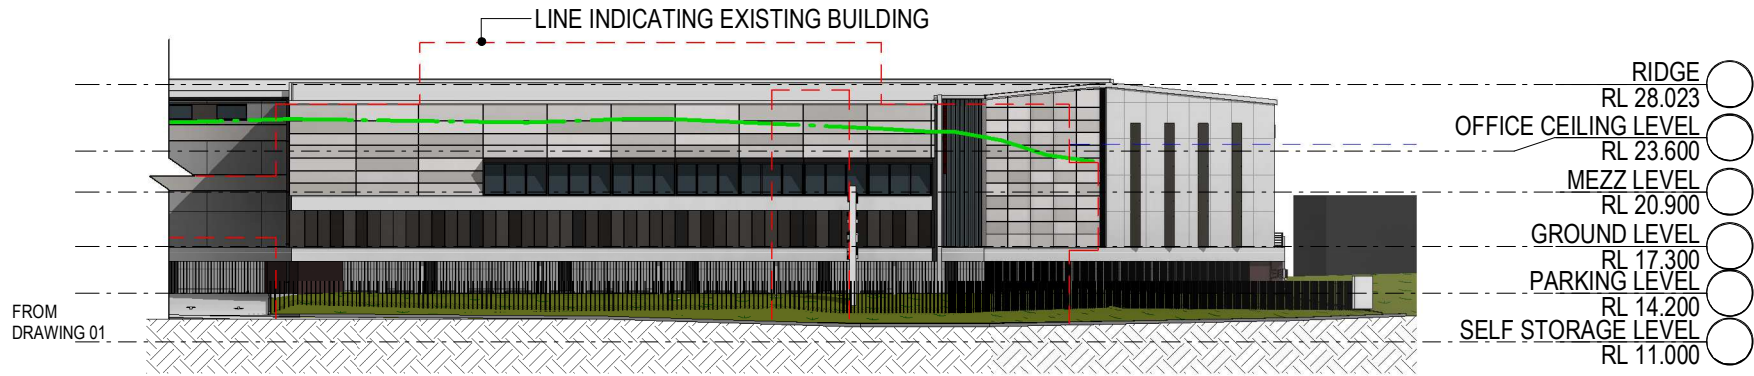 LINE INDICATING EXISTING BUILDING
RIDGE
RL 28.023
OFFICE CEILING LEVEL
RL 23.600
MEZZ LEVEL
RL 20.900
GROUND LEVEL
RL 17.300
PARKING LEVEL
RL 14.200
SELF STORAGE LEVEL
RL 11.000
FROM
DRAWING 01